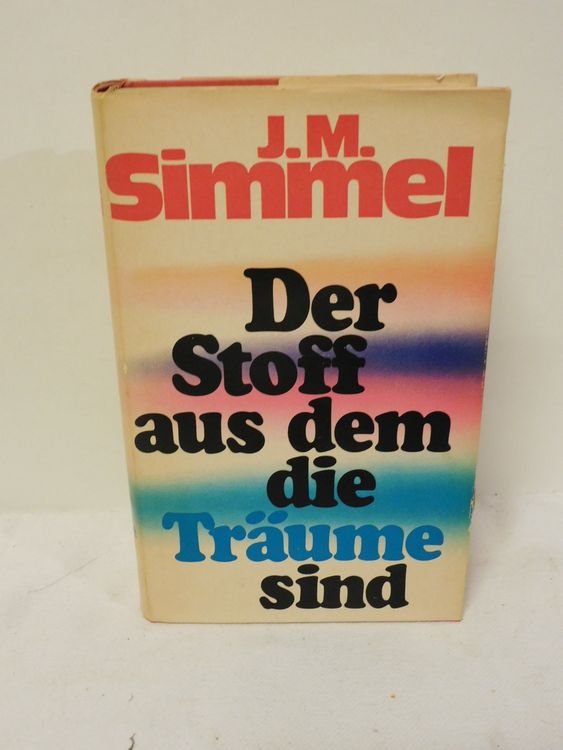 J.M.
Simmel
Der
Stoff
aus dem
die
Träume
sind